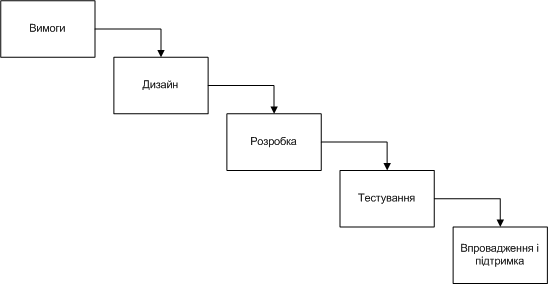 Вимоги
Дизайн
Розробка
Тестування
Впровадження і
підтримка